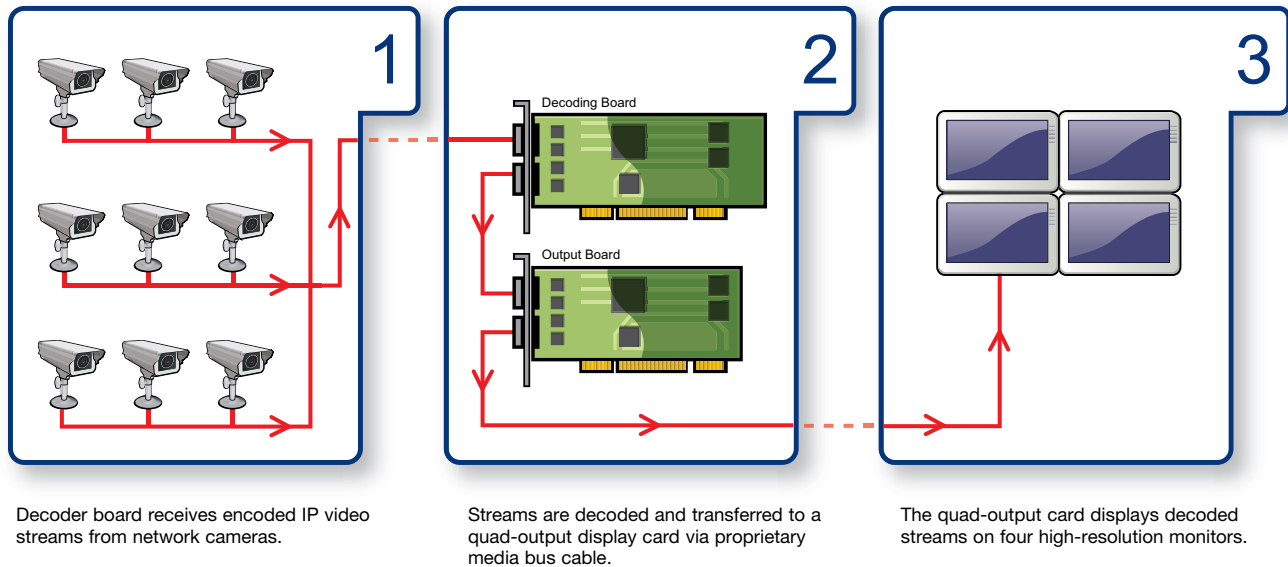 1
2
3
Decoding Board
Output Board
Decoder board receives encoded IP video
streams from network cameras.
Streams are decoded and transferred to a
quad-output display card via proprietary
media bus cable.
The quad-output card displays decoded
streams on four high-resolution monitors.